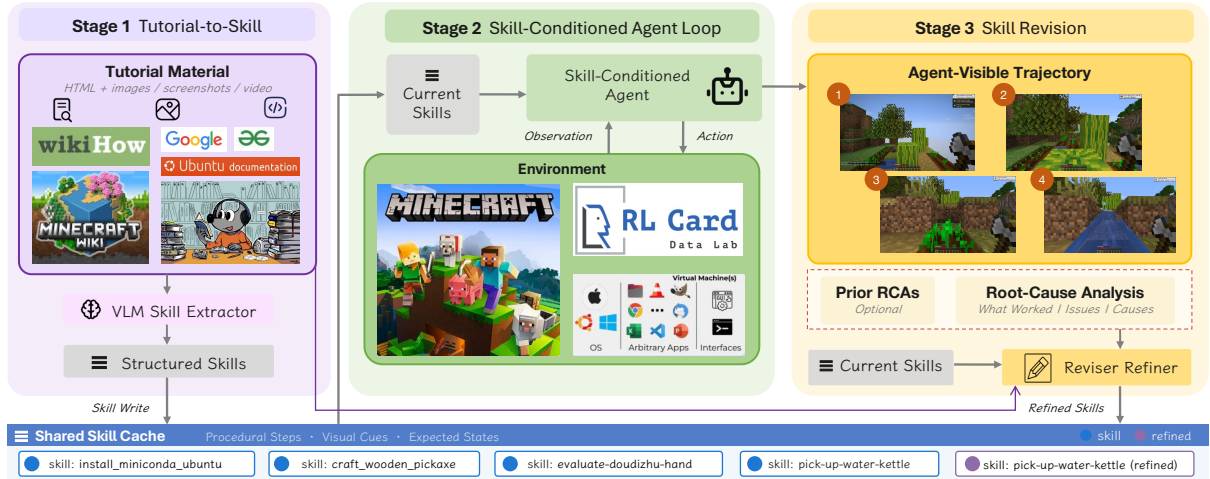 Stage 1 Tutorial-to-Skill
Tutorial Material
HTML + images / screenshots / video
wikiHow
Google
Ubuntu documentation
MINECRAFT
WIKI
VLM Skill Extractor
Structured Skills
Skill Write
Stage 2 Skill-Conditioned Agent Loop
Current
Skills
Skill-Conditioned
Agent
Observation
Action
Environment
MINECRAFT
RL Card
Data Lab
Virtual Machine(s)
OS
Arbitrary Apps
Interfaces
Stage 3 Skill Revision
Agent-Visible Trajectory
1
2
3
4
Prior RCAs
Optional
Root-Cause Analysis
What Worked | Issues | Causes
Current Skills
Reviser Refiner
Refined Skills
Shared Skill Cache
Procedural Steps · Visual Cues · Expected States
skill
refined
skill: install_miniconda_ubuntu
skill: craft_wooden_pickaxe
skill: evaluate-doudizhu-hand
skill: pick-up-water-kettle
skill: pick-up-water-kettle (refined)